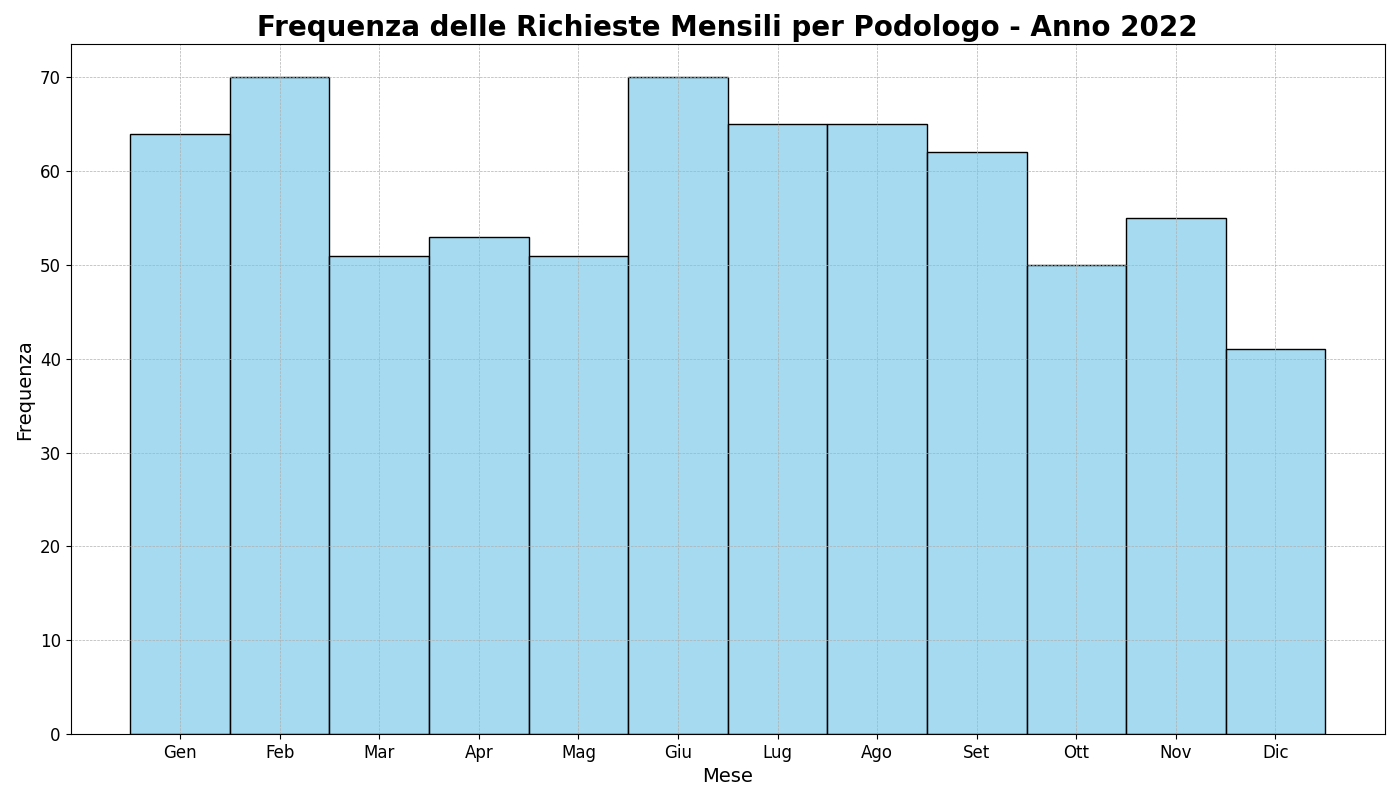 Frequenza delle Richieste Mensili per Podologo - Anno 2022
Frequenza
70
60
50
40
30
20
10
0
Gen Feb Mar Apr Mag Giu Lug Ago Set Ott Nov Dic
Mese